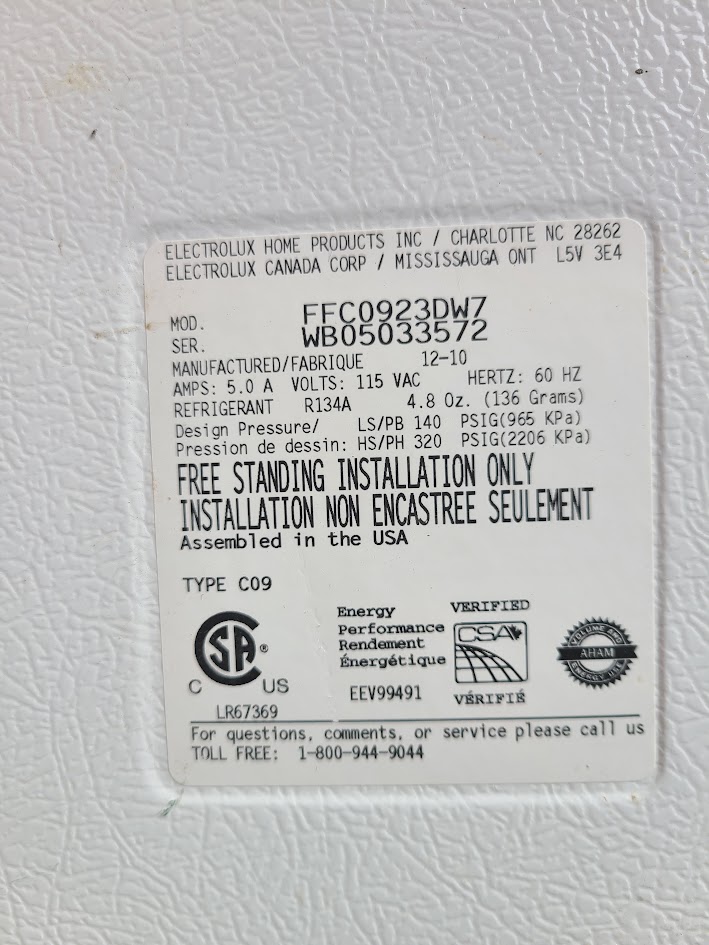 ELECTROLUX HOME PRODUCTS INC / CHARLOTTE NC 28262
ELECTROLUX CANADA CORP / MISSISSAUGA ONT L5V 3E4
MOD. FFC0923DW7
SER. WB05033572
MANUFACTURED/FABRIQUE 12-10
AMPS: 5.0 A VOLTS: 115 VAC HERTZ: 60 HZ
REFRIGERANT R134A 4.8 Oz. (136 Grams)
Design Pressure/ LS/PB 140 PSIG(965 KPa)
Pression de dessin: HS/PH 320 PSIG(2206 KPa)
FREE STANDING INSTALLATION ONLY
INSTALLATION NON ENCASTREE SEULEMENT
Assembled in the USA
TYPE C09
SA ®
C US
LR67369
Energy
Performance
Rendement
Énergétique
EEV99491
VERIFIED
CSA
VÉRIFIÉ
VOLUME AND
AHAM
ENERGY
For questions, comments, or service please call us
TOLL FREE: 1-800-944-9044